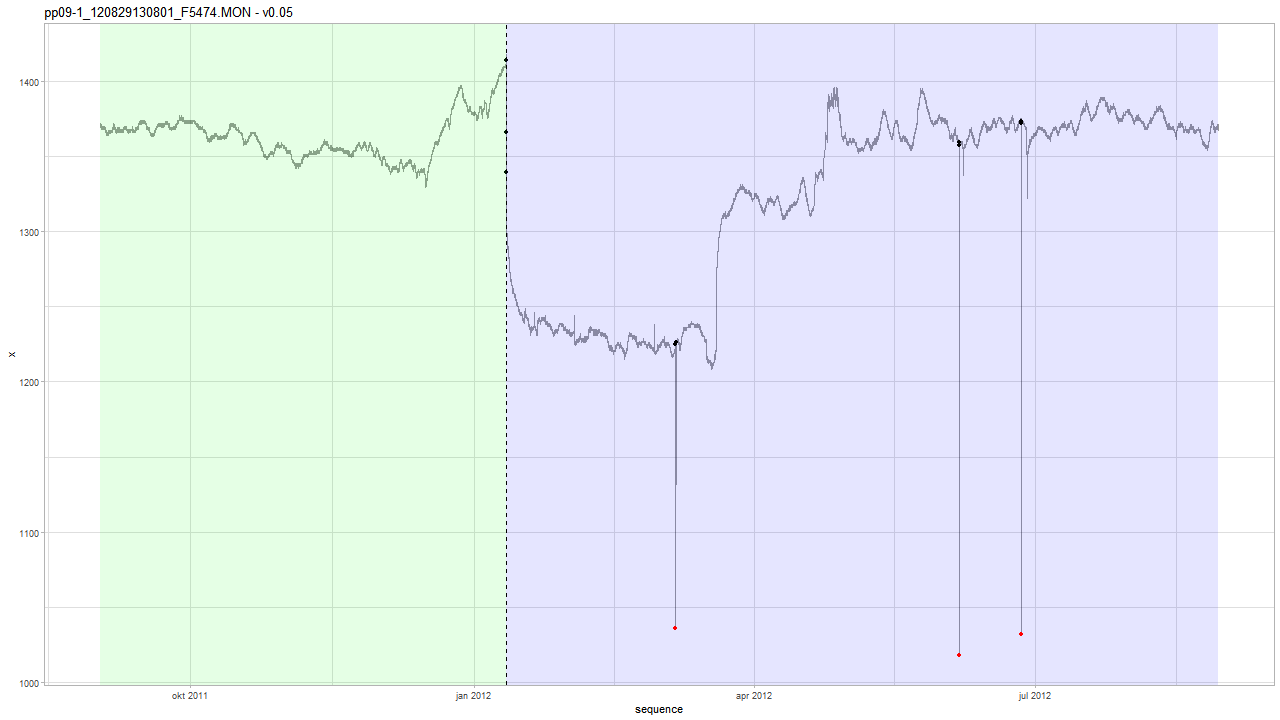 pp09-1_120829130801_F5474.MON - v0.05
1400
1300
1200
1100
1000
x
okt 2011
jan 2012
apr 2012
jul 2012
sequence